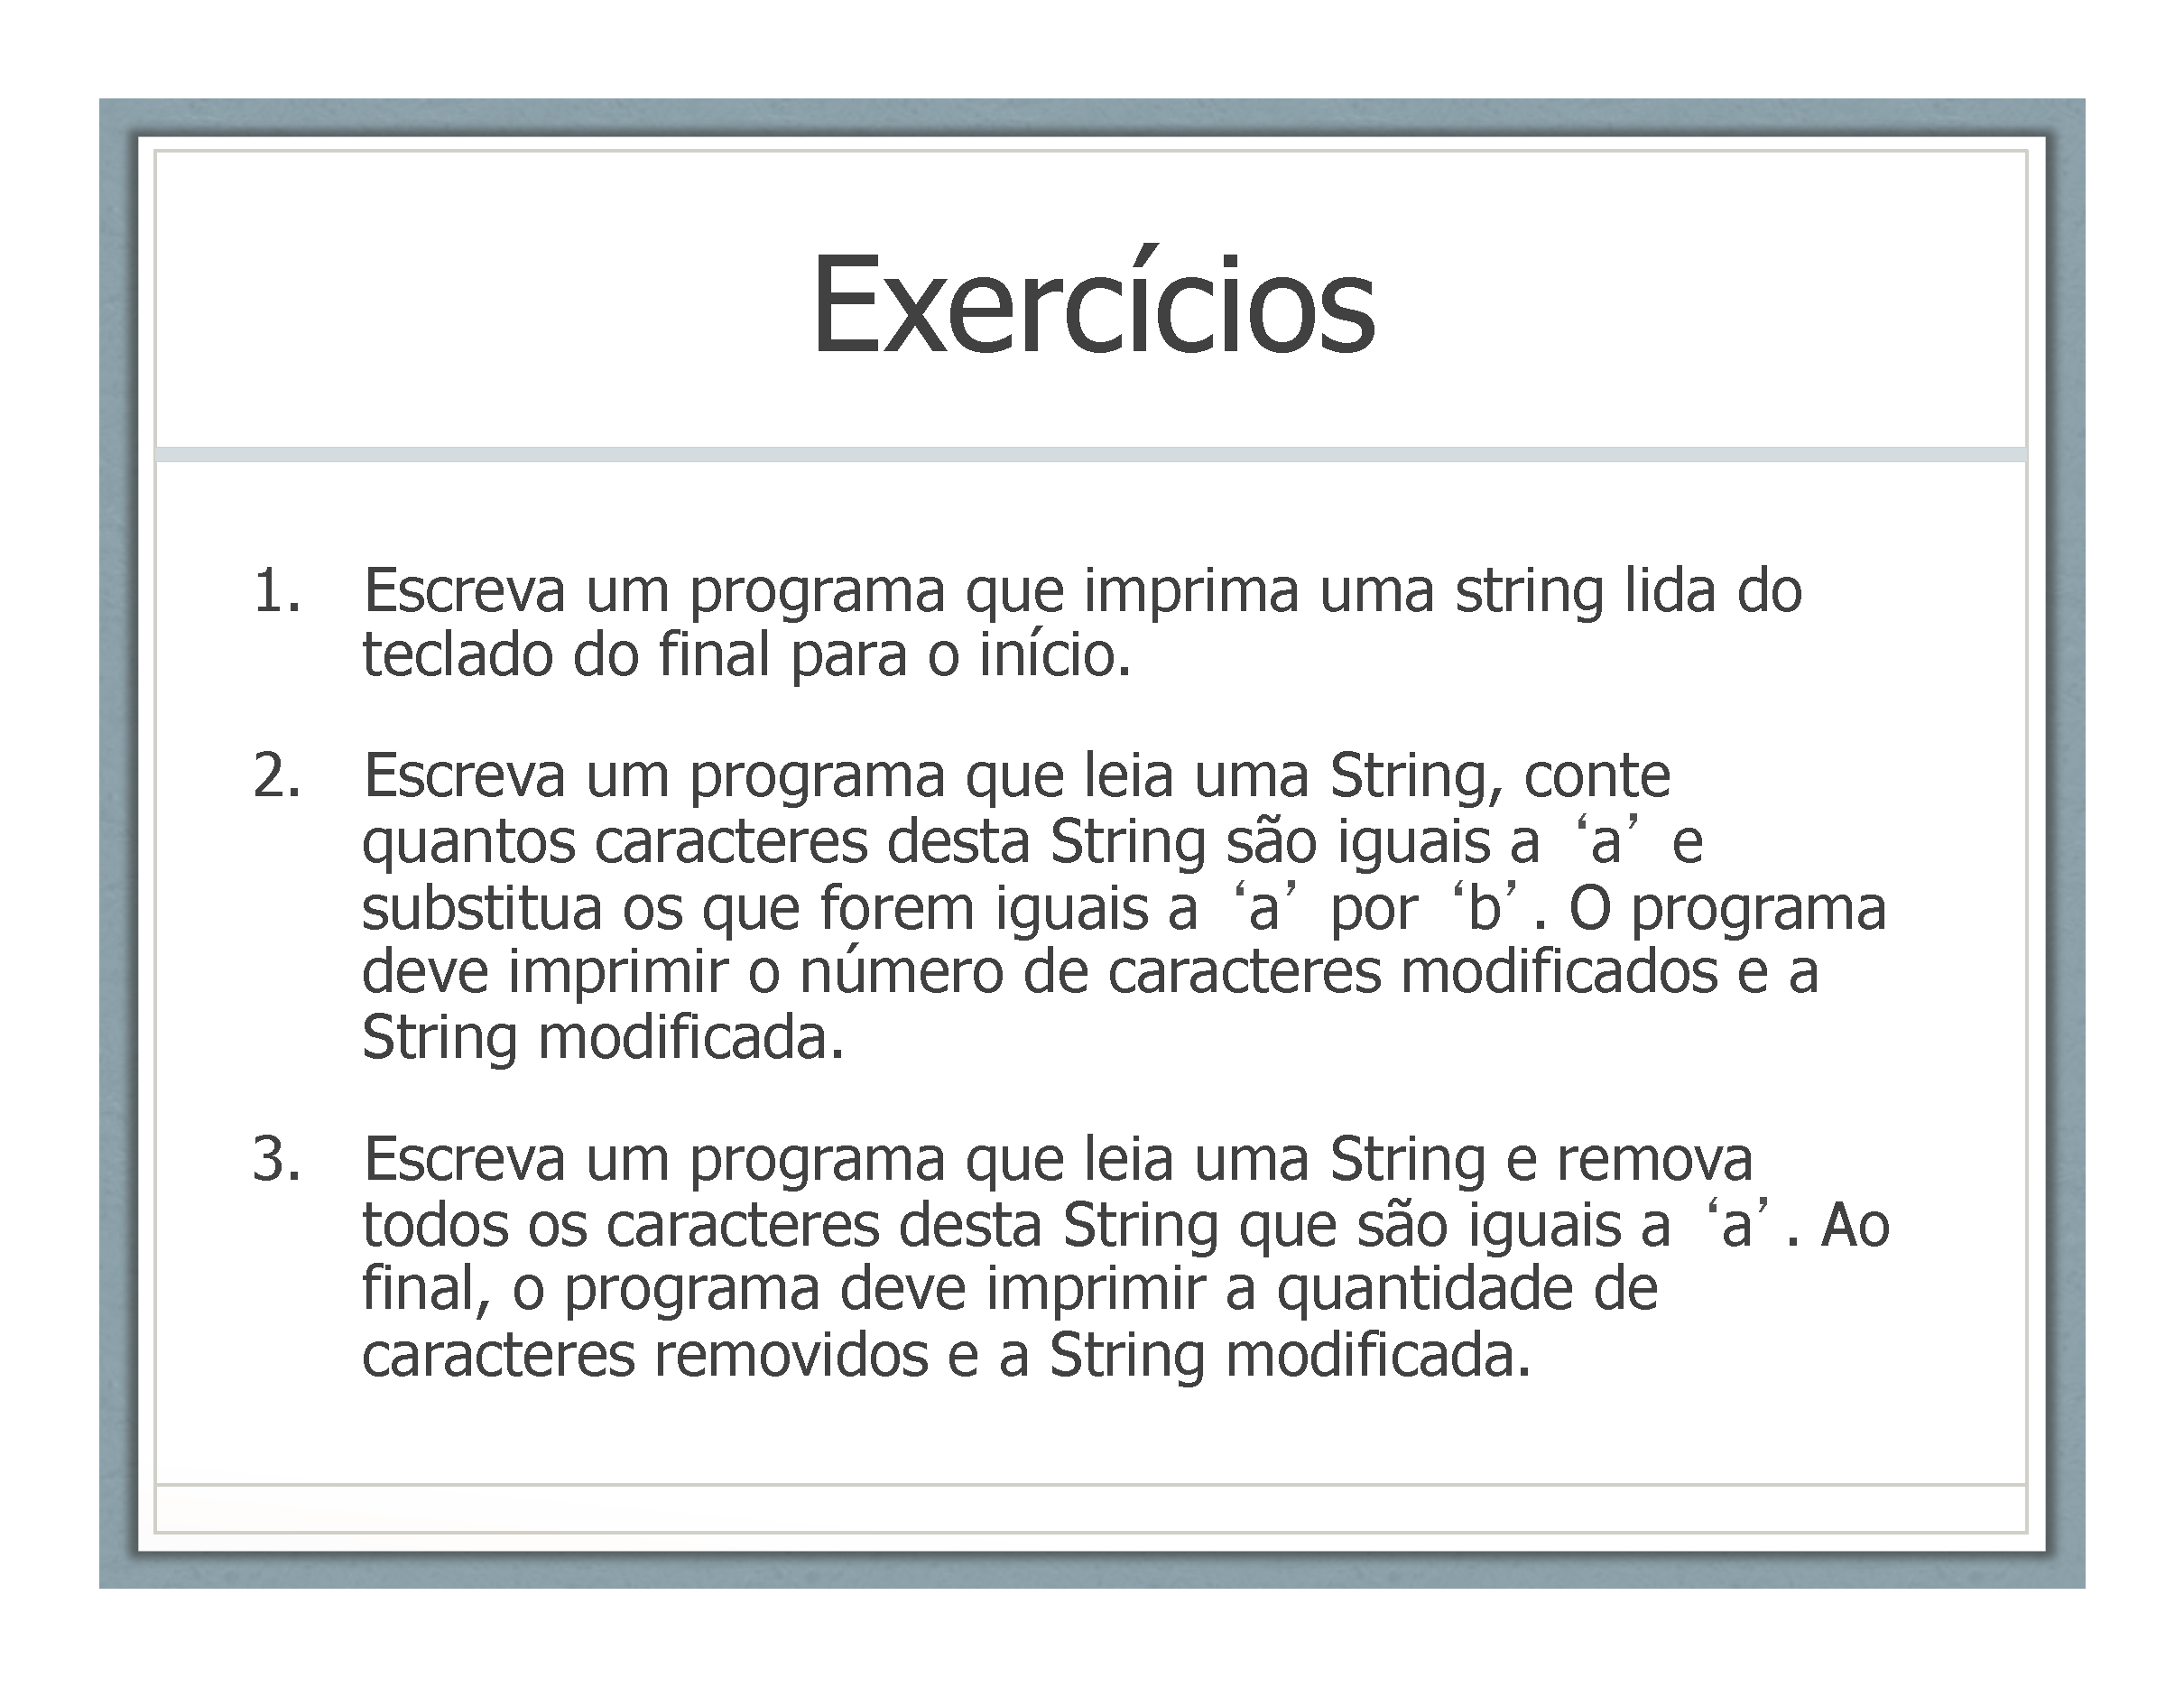 Exercícios
1. Escreva um programa que imprima uma string lida do
teclado do final para o início.
2. Escreva um programa que leia uma String, conte
quantos caracteres desta String são iguais a ‘a’ e
substitua os que forem iguais a ‘a’ por ‘b’. O programa
deve imprimir o número de caracteres modificados e a
String modificada.
3. Escreva um programa que leia uma String e remova
todos os caracteres desta String que são iguais a ‘a’. Ao
final, o programa deve imprimir a quantidade de
caracteres removidos e a String modificada.